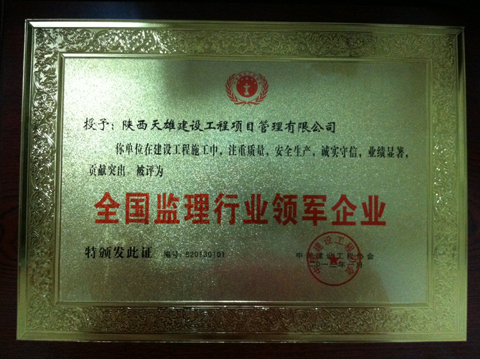 授予：陕西天雄建设工程项目管理有限公司
你单位在建设工程施工中，注重质量，安全生产，诚实守信，业绩显著，
贡献突出，被评为
全国监理行业领军企业
特颁发此证 编号：